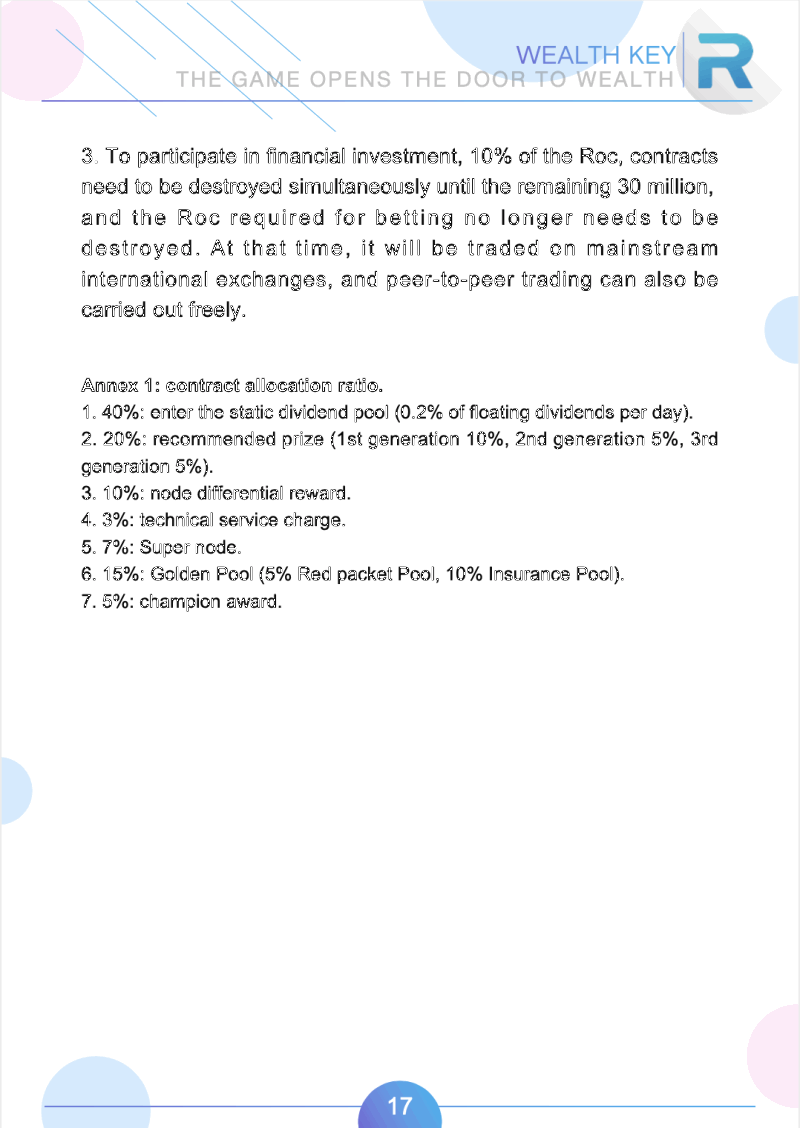 WEALTH KEY
THE GAME OPENS THE DOOR TO WEALTH
R
3. To participate in financial investment, 10% of the Roc, contracts
need to be destroyed simultaneously until the remaining 30 million,
and the Roc required for betting no longer needs to be
destroyed. At that time, it will be traded on mainstream
international exchanges, and peer-to-peer trading can also be
carried out freely.
Annex 1: contract allocation ratio.
1. 40%: enter the static dividend pool (0.2% of floating dividends per day).
2. 20%: recommended prize (1st generation 10%, 2nd generation 5%, 3rd
generation 5%).
3. 10%: node differential reward.
4. 3%: technical service charge.
5. 7%: Super node.
6. 15%: Golden Pool (5% Red packet Pool, 10% Insurance Pool).
7. 5%: champion award.
17